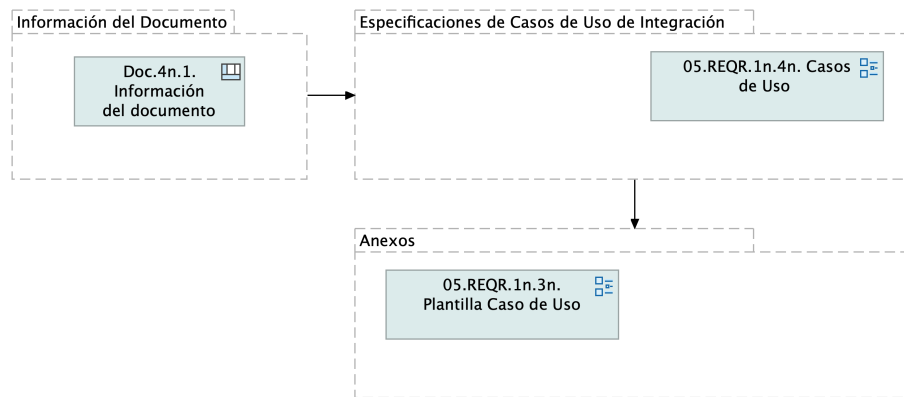 Información del Documento
Doc.4n.1.
Información
del documento
Especificaciones de Casos de Uso de Integración
05.REQR.1n.4n. Casos
de Uso
Anexos
05.REQR.1n.3n.
Plantilla Caso de Uso